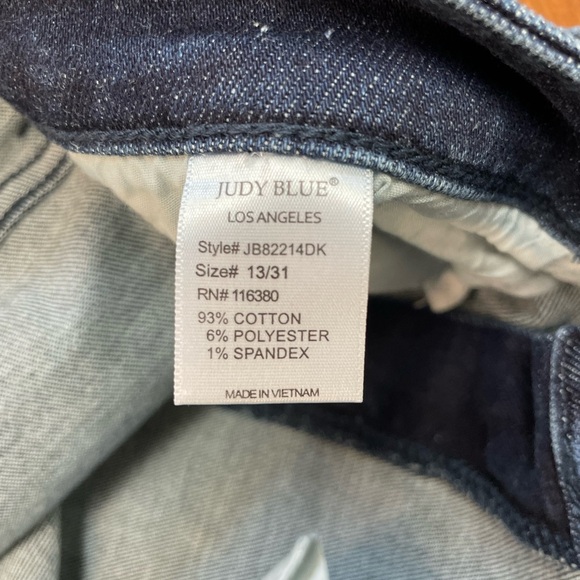 JUDY BLUE®
LOS ANGELES
Style# JB82214DK
Size# 13/31
RN# 116380
93% COTTON
6% POLYESTER
1% SPANDEX
MADE IN VIETNAM